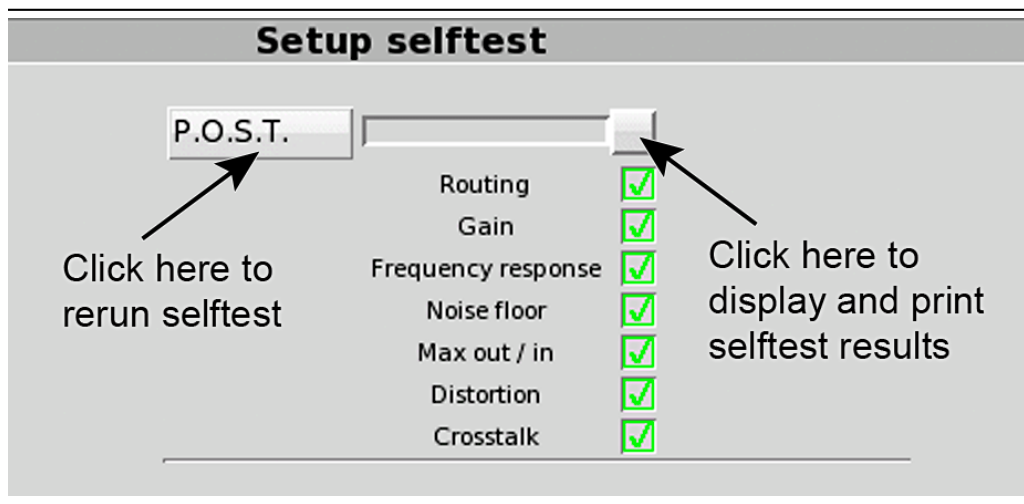 Setup selftest
P.O.S.T.
Routing
Gain
Frequency response
Noise floor
Max out / in
Distortion
Crosstalk
Click here to
rerun selftest
Click here to
display and print
selftest results